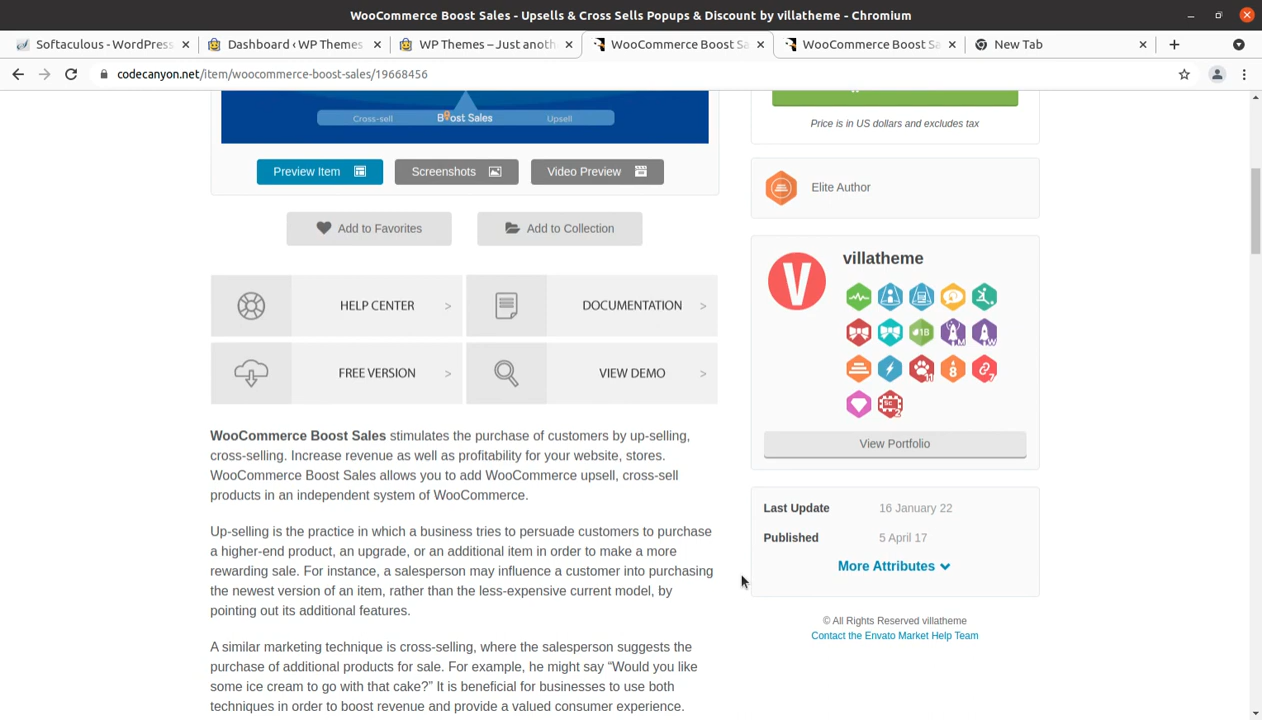 WooCommerce Boost Sales - Upsells & Cross Sells Popups & Discount by villatheme - Chromium
Softaculous - WordPress
Dashboard ‹ WP Themes
WP Themes – Just anoth
WooCommerce Boost Sa
WooCommerce Boost Sa
New Tab
codecanyon.net/item/woocommerce-boost-sales/19668456
Cross-sell
Boost Sales
Upsell
Price is in US dollars and excludes tax
Preview Item
Screenshots
Video Preview
Elite Author
Add to Favorites
Add to Collection
villatheme
V
HELP CENTER >
DOCUMENTATION >
FREE VERSION >
VIEW DEMO >
18
M
W
11
8
7
Sc
2
View Portfolio
WooCommerce Boost Sales stimulates the purchase of customers by up-selling,
cross-selling. Increase revenue as well as profitability for your website, stores.
WooCommerce Boost Sales allows you to add WooCommerce upsell, cross-sell
products in an independent system of WooCommerce.
Up-selling is the practice in which a business tries to persuade customers to purchase
a higher-end product, an upgrade, or an additional item in order to make a more
rewarding sale. For instance, a salesperson may influence a customer into purchasing
the newest version of an item, rather than the less-expensive current model, by
pointing out its additional features.
A similar marketing technique is cross-selling, where the salesperson suggests the
purchase of additional products for sale. For example, he might say “Would you like
some ice cream to go with that cake?” It is beneficial for businesses to use both
techniques in order to boost revenue and provide a valued consumer experience.
Last Update 16 January 22
Published 5 April 17
More Attributes
© All Rights Reserved villatheme
Contact the Envato Market Help Team